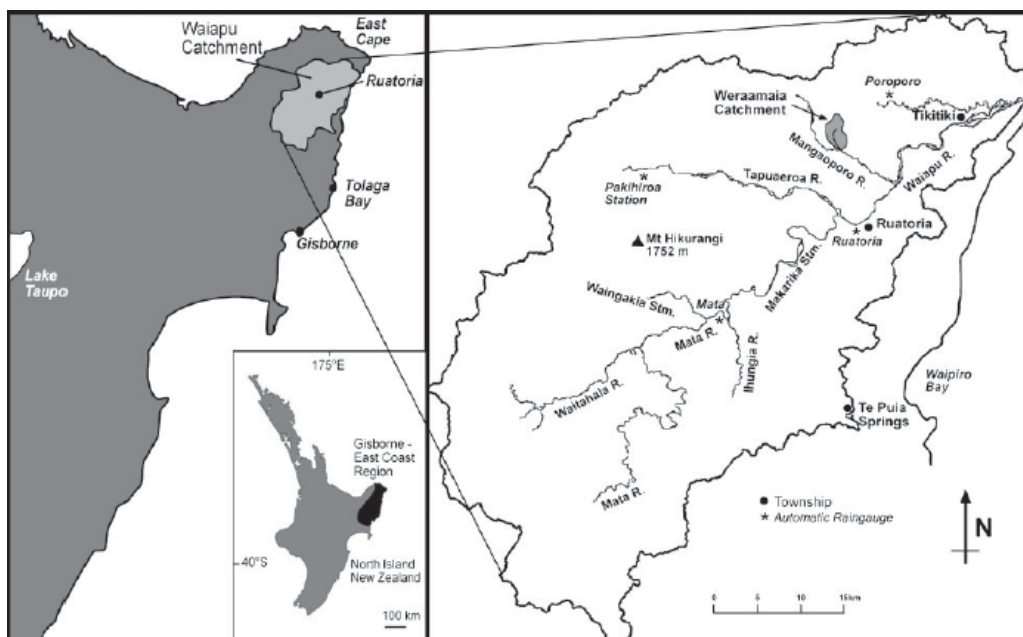 Waiapu
Catchment
East
Cape
Ruatoria
Tolaga
Bay
Gisborne
Lake
Taupo
175°E
Gisborne -
East Coast
Region
40°S
North Island
New Zealand
100 km
Poroporo
Weraamaia
Catchment
Tikitiki
Mangaoporo R.
Waiapu R.
Tapuaeroa R.
Pakihiroa
Station
Ruatoria
Ruatoria
Mt Hikurangi
1752 m
Makarika Stm.
Waingakia Stm.
Mata
Mata R.
Ihungia R.
Waitahala R.
Waipiro
Bay
Te Puia
Springs
Mata R.
Township
Automatic Raingauge
N
0 5 10 15km